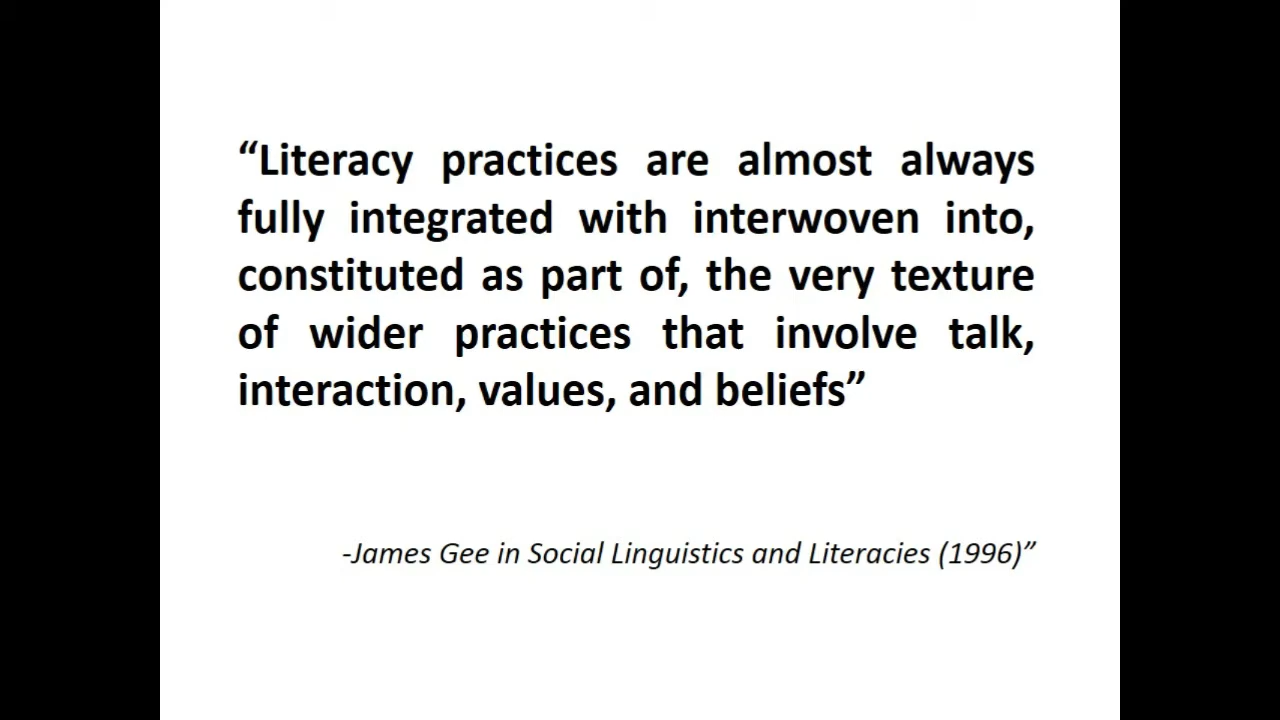 “Literacy practices are almost always
fully integrated with interwoven into,
constituted as part of, the very texture
of wider practices that involve talk,
interaction, values, and beliefs”
-James Gee in Social Linguistics and Literacies (1996)”